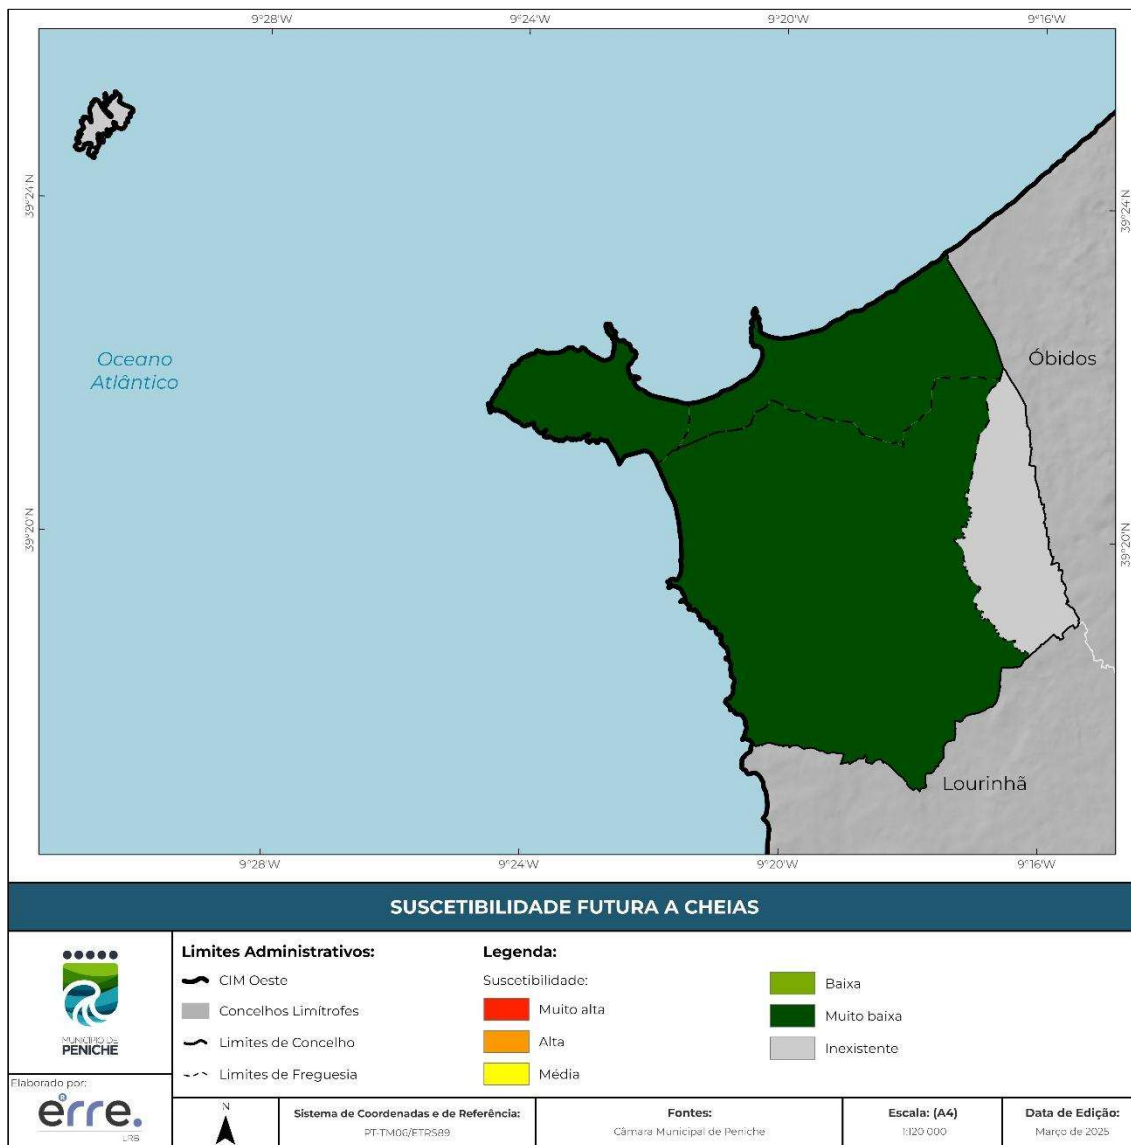 9°28'W
9°24'W
9°20'W
9°16'W
39°24'N
39°24'N
Oceano
Atlântico
Óbidos
39°20'N
39°20'N
Lourinhã
9°28'W
9°24'W
9°20'W
9°16'W
SUSCETIBILIDADE FUTURA A CHEIAS
MUNICÍPIO DE
PENICHE
Elaborado por:
R
erre.
LRB
Limites Administrativos:
CIM Oeste
Concelhos Limítrofes
Limites de Concelho
Limites de Freguesia
Legenda:
Suscetibilidade:
Muito alta
Alta
Média
Baixa
Muito baixa
Inexistente
N
Sistema de Coordenadas e de Referência:
PT-TM06/ETRS89
Fontes:
Câmara Municipal de Peniche
Escala: (A4)
1:120 000
Data de Edição:
Março de 2025